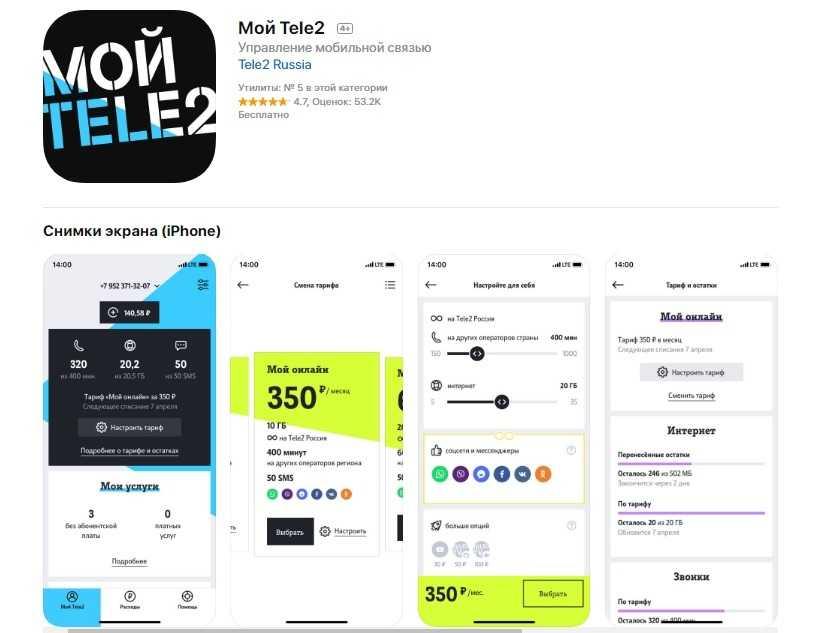 МОЙ
TELE2
Мой Tele2 4+
Управление мобильной связью
Tele2 Russia
Утилиты: № 5 в этой категории
4.7, Оценок: 53.2K
Бесплатно
Снимки экрана (iPhone)
14:00 LTE
+7 952 371-32-07
140,58 ₽
320 20,2 50
из 400 мин из 20,5 ГБ из 50 SMS
Тариф «Мой онлайн» за 350 ₽
Следующее списание 7 апреля
Настроить тариф
Подробнее о тарифе и остатках
Мои услуги
3 0
без абонентской платных
платы услуг
Подробнее
Мой Tele2 Расходы Помощь
14:00 LTE
Смена тарифа
Мой онлайн
350 ₽/месяц
10 ГБ
на Tele2 Россия
400 минут
на других операторов региона
50 SMS
Выбрать Настроить
14:00 LTE
Настройте для себя
на Tele2 Россия
на других операторов страны 400 мин
150 1000
интернет 20 ГБ
5 35
соцсети и мессенджеры ?
больше опций ?
30 ₽ 50 ₽ 100 ₽
350 ₽/мес. Выбрать
14:00 LTE
Тариф и остатки
Мой онлайн
Тариф 350 ₽ в месяц
Следующее списание 7 апреля
Настроить тариф
Сменить тариф
Интернет
Перенесённые остатки
Осталось 246 из 502 МБ
Закончится через 2 дня
По тарифу
Осталось 20 из 20 ГБ
Обновится 7 апреля
Звонки
По тарифу
Осталось 320 из 400 мин